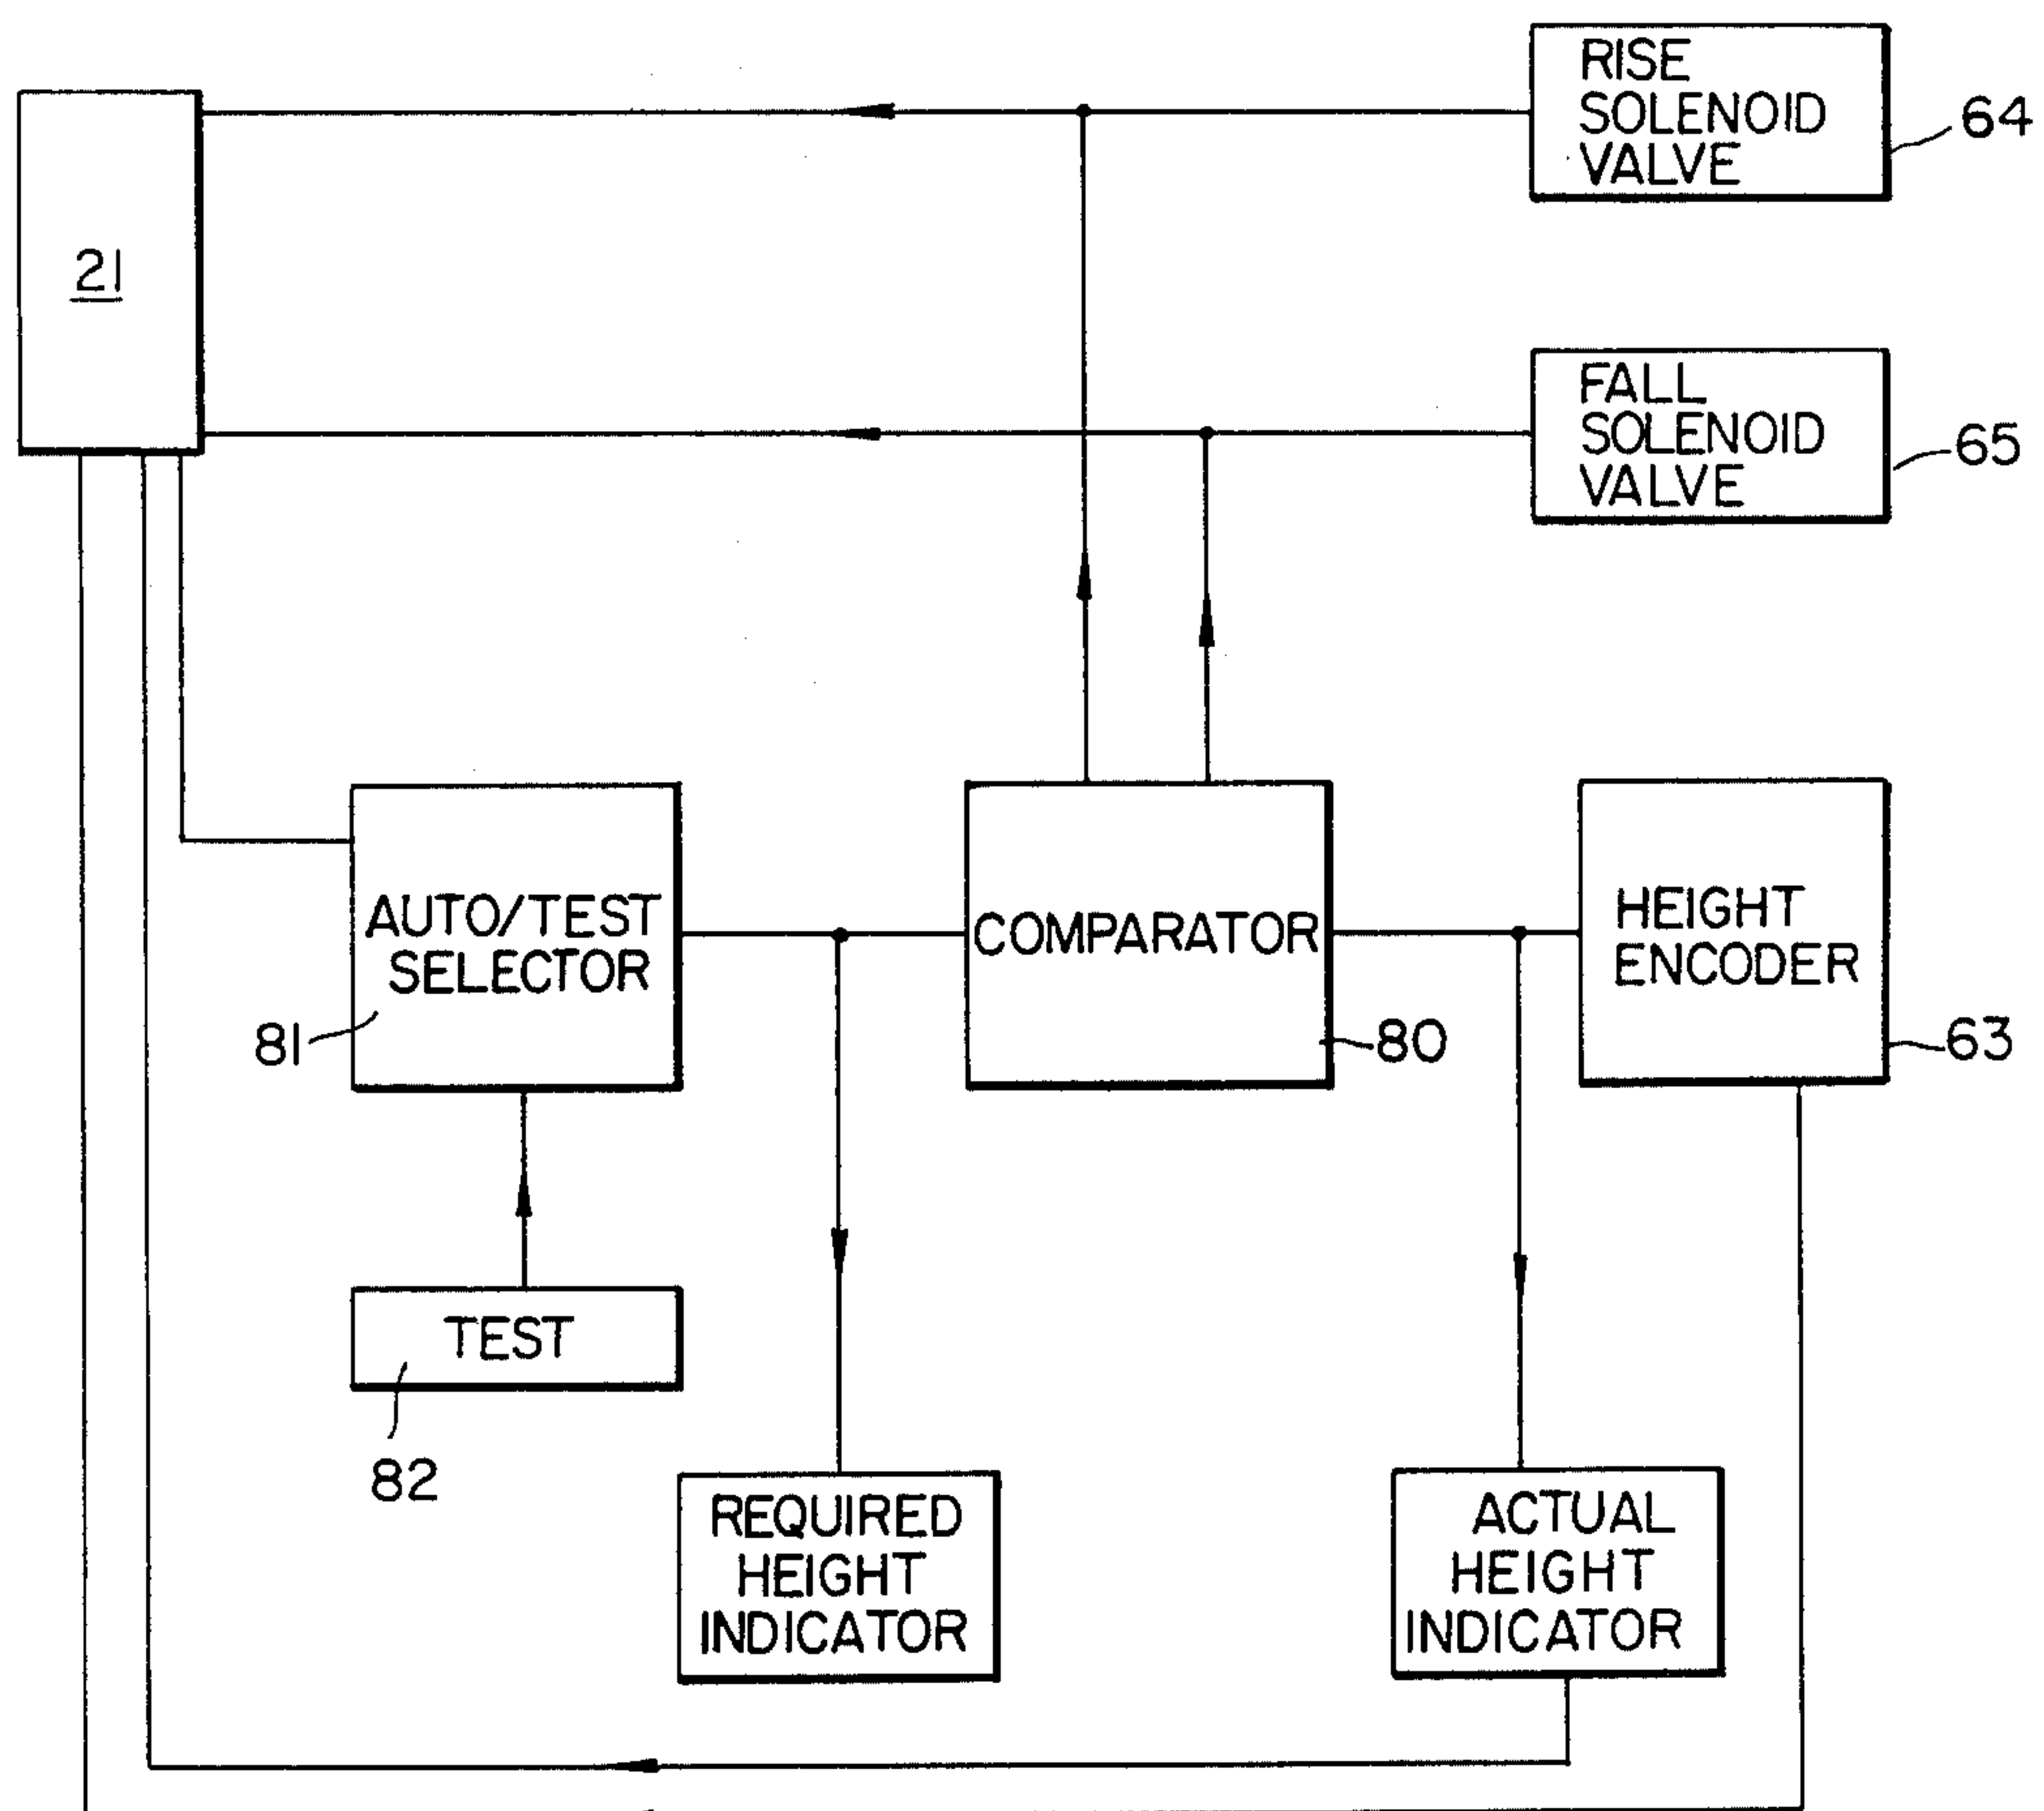 RISE
SOLENOID
VALVE
64
21
FALL
SOLENOID
VALVE
65
AUTO/TEST
SELECTOR
81
COMPARATOR
80
HEIGHT
ENCODER
63
TEST
82
REQUIRED
HEIGHT
INDICATOR
ACTUAL
HEIGHT
INDICATOR